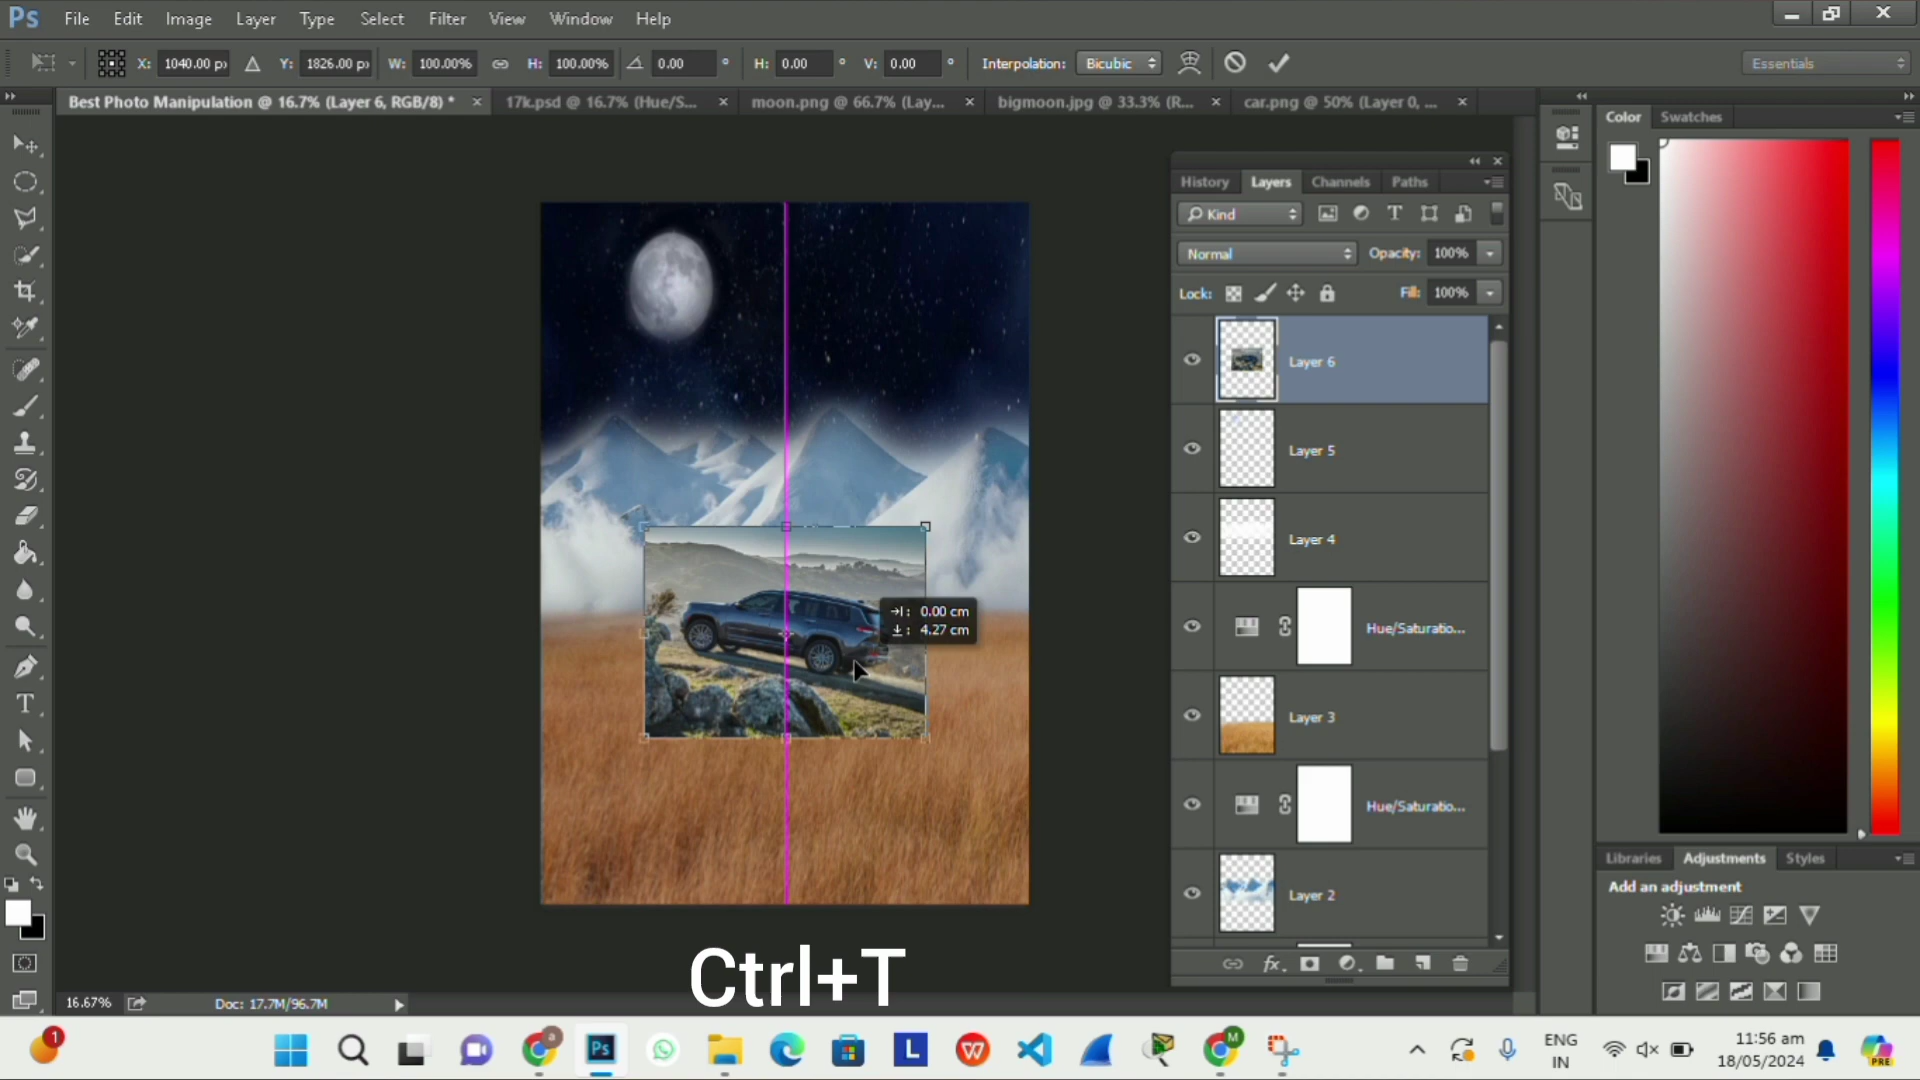 Ps File Edit Image Layer Type Select Filter View Window Help
X: 1040.00 px Y: 1826.00 px W: 100.00% H: 100.00% 0.00 ° H: 0.00 ° V: 0.00 ° Interpolation: Bicubic Essentials
Best Photo Manipulation @ 16.7% (Layer 6, RGB/8) * × 17k.psd @ 16.7% (Hue/S... × moon.png @ 66.7% (Lay... × bigmoon.jpg @ 33.3% (R... × car.png @ 50% (Layer 0, ... ×
Color Swatches
History Layers Channels Paths
Kind
Normal Opacity: 100%
Lock: Fill: 100%
Layer 6
Layer 5
Layer 4
Hue/Saturatio...
Layer 3
Hue/Saturatio...
Layer 2
0.00 cm
4.27 cm
Libraries Adjustments Styles
Add an adjustment
Ctrl+T
16.67% Doc: 17.7M/96.7M
1 Ps a L W M ENG 11:56 am
IN 18/05/2024 PRE